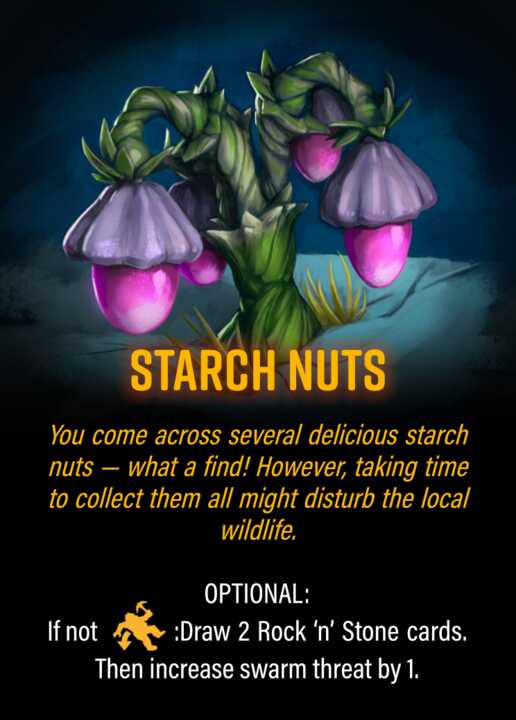 STARCH NUTS
You come across several delicious starch
nuts — what a find! However, taking time
to collect them all might disturb the local
wildlife.
OPTIONAL:
If not :Draw 2 Rock ‘n’ Stone cards.
Then increase swarm threat by 1.